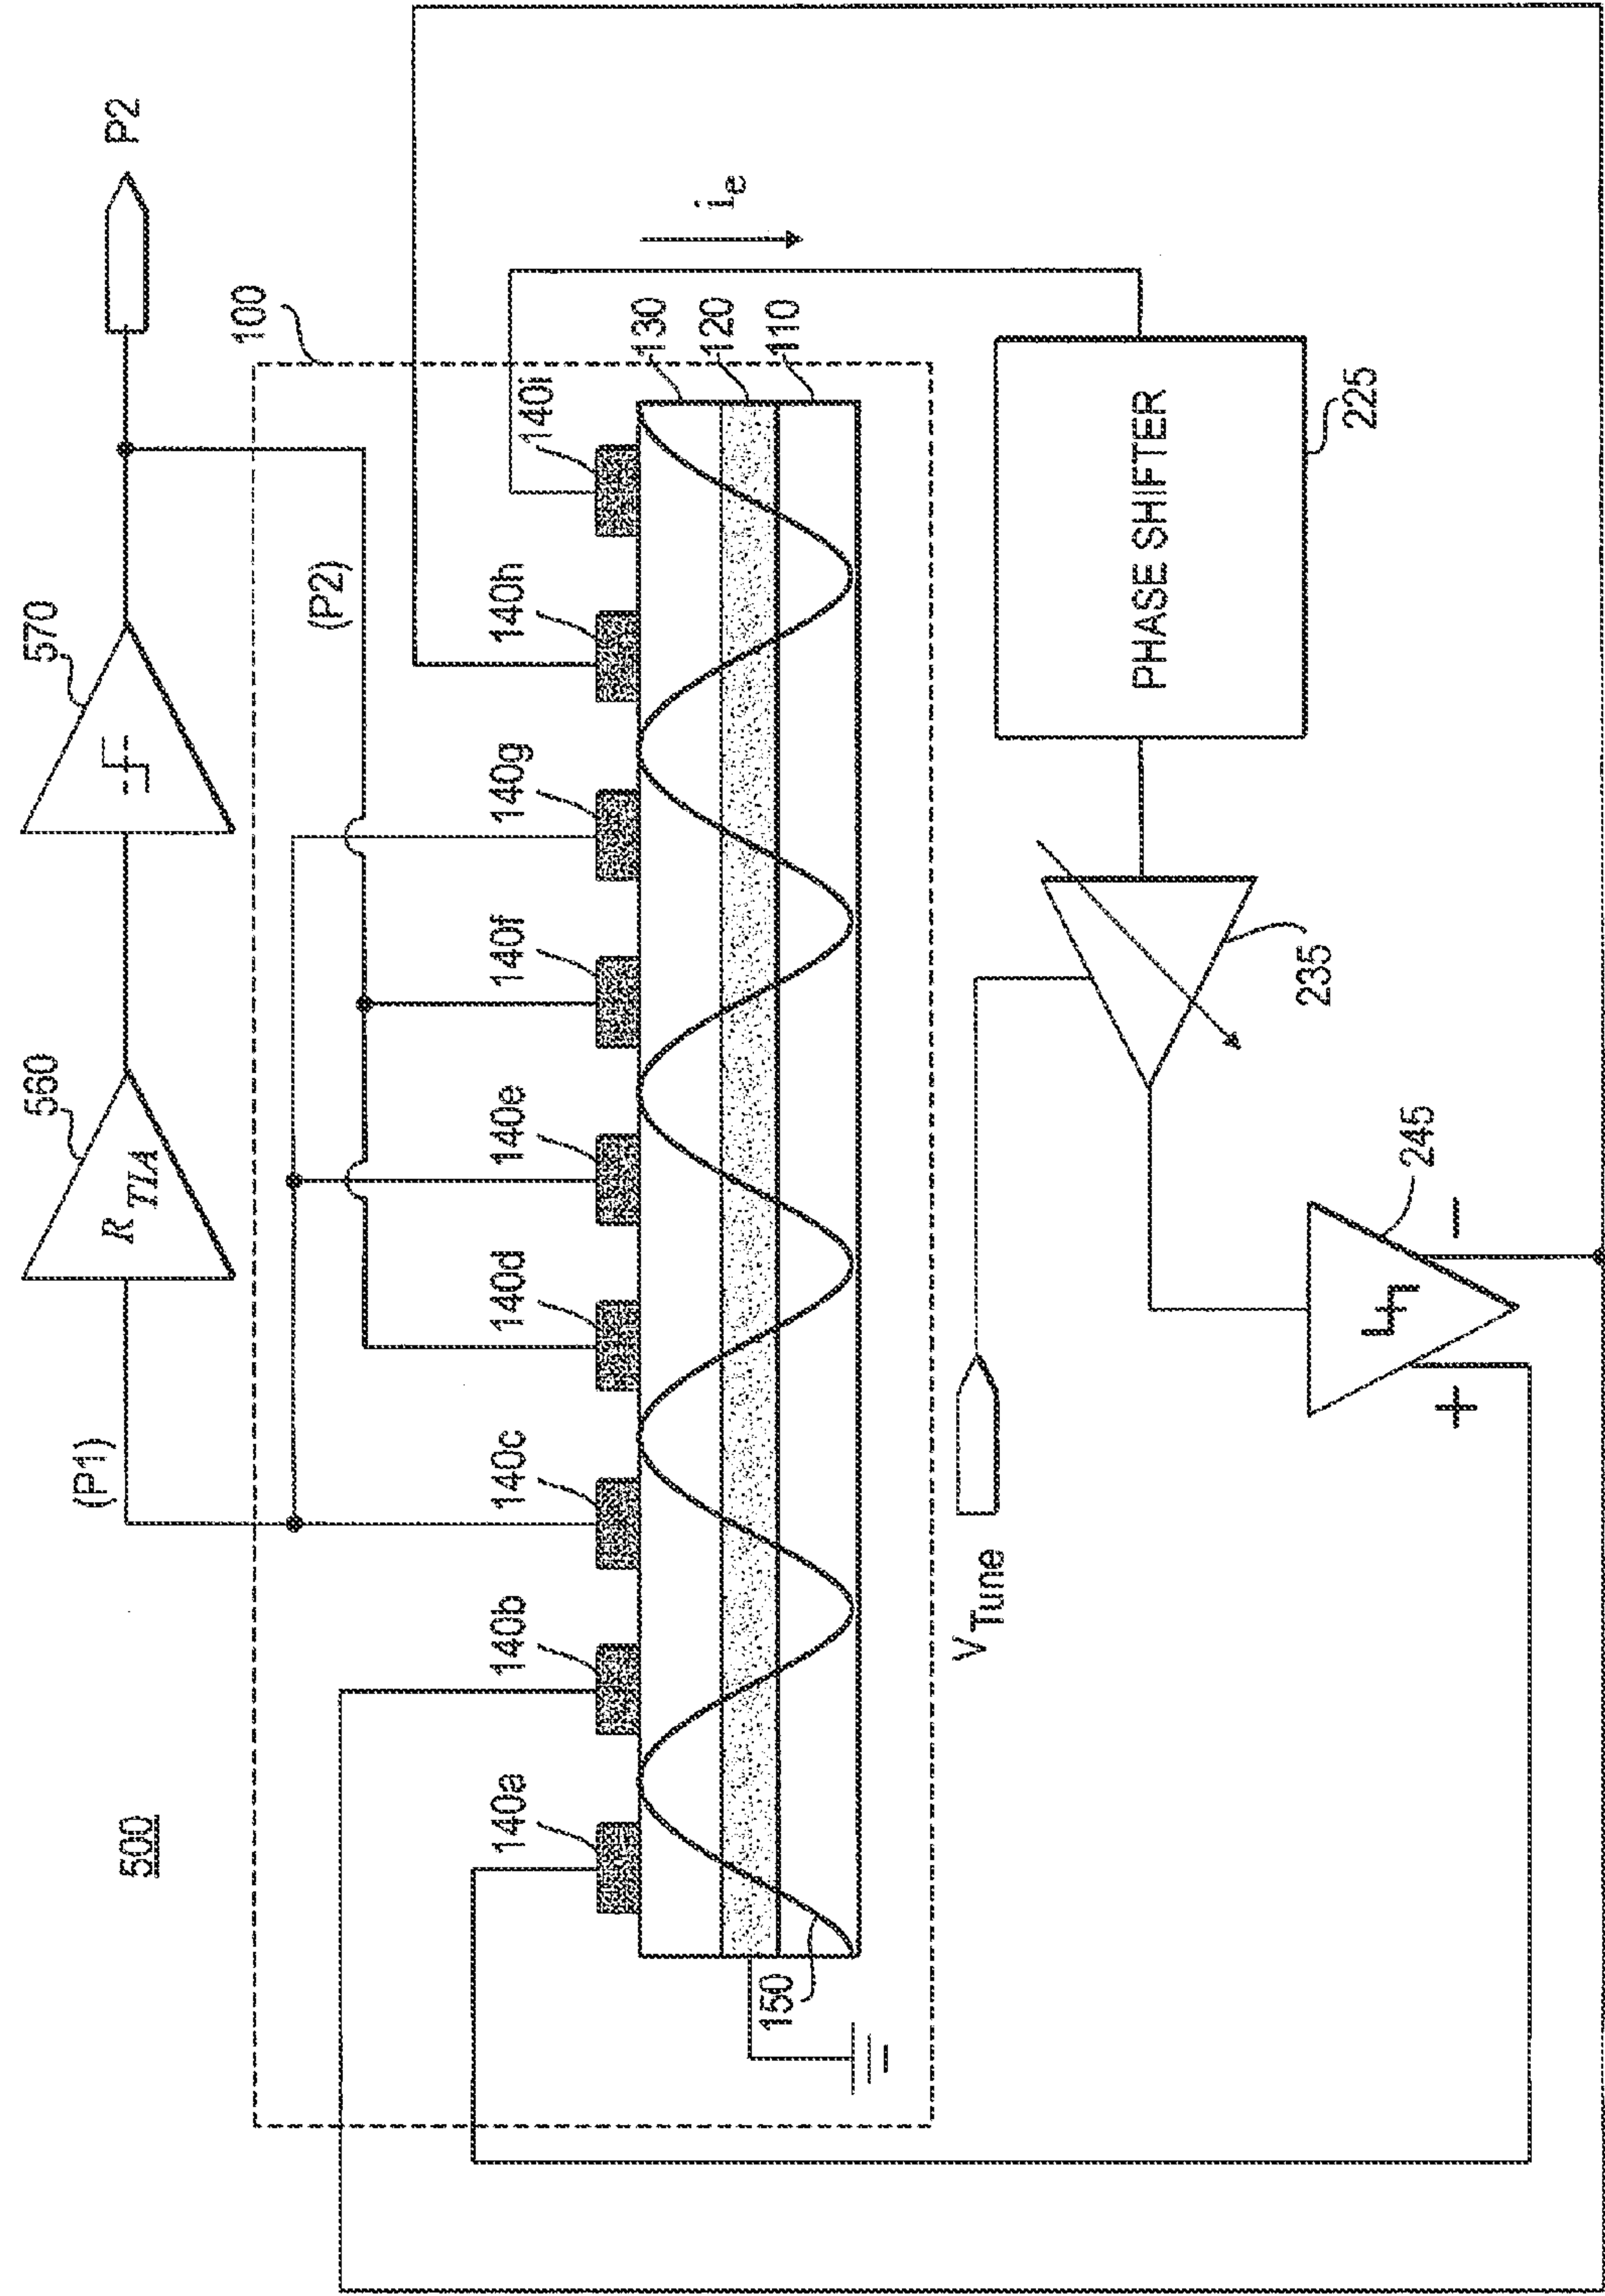 500
560
R TIA
570
P2
(P1)
(P2)
100
140a
140b
140c
140d
140e
140f
140g
140h
140i
130
120
110
150
i e
V Tune
PHASE SHIFTER
225
235
245
+
−